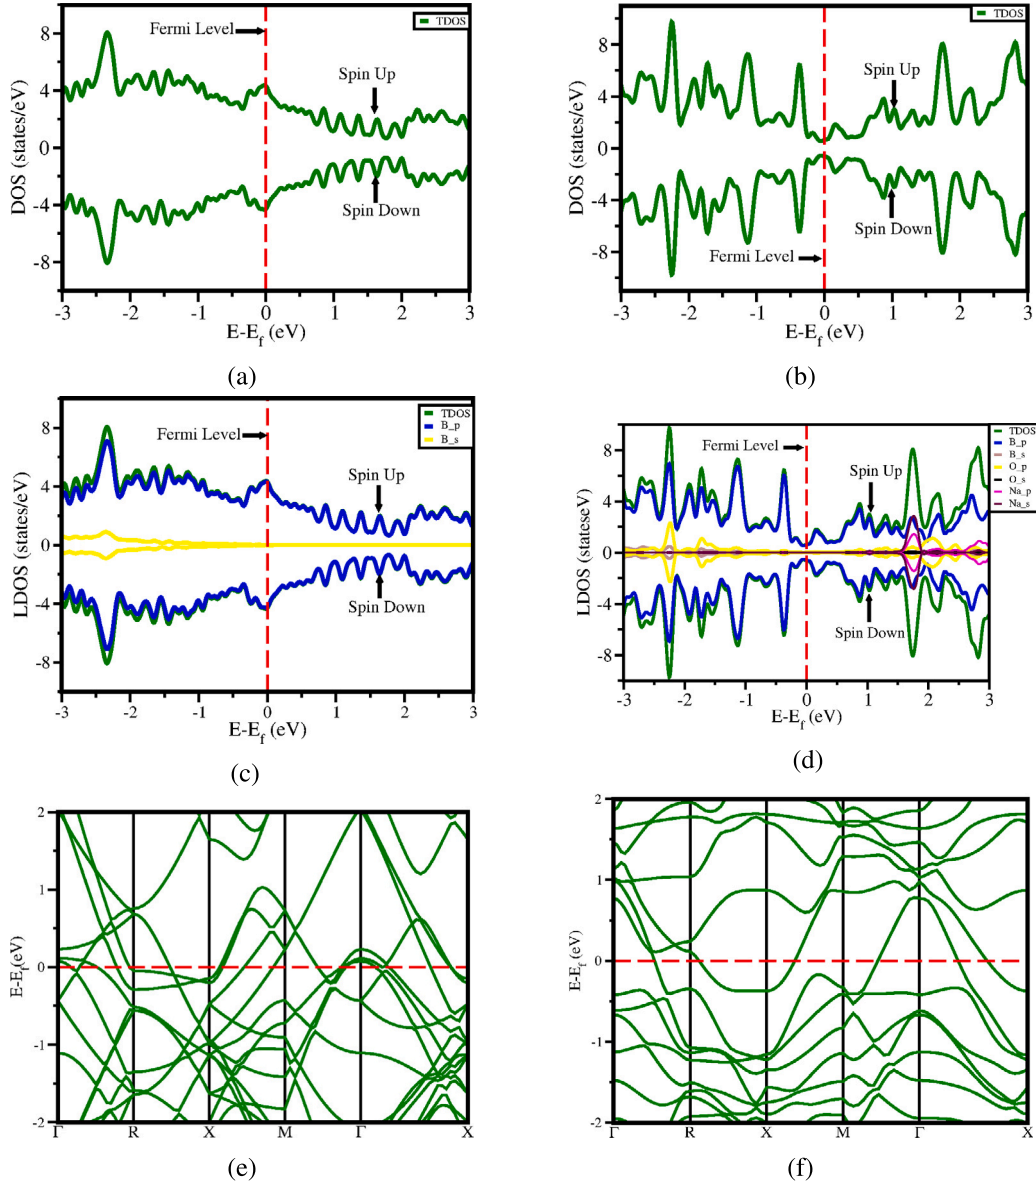 TDOS
Fermi Level
Spin Up
Spin Down
DOS (states/eV)
8
4
0
-4
-8
-3 -2 -1 0 1 2 3
E-E_f (eV)
(a)
TDOS
Spin Up
Spin Down
Fermi Level
DOS (states/eV)
8
4
0
-4
-8
-3 -2 -1 0 1 2 3
E-E_f (eV)
(b)
TDOS
B_p
B_s
Fermi Level
Spin Up
Spin Down
LDOS (states/eV)
8
4
0
-4
-8
-3 -2 -1 0 1 2 3
E-E_f (eV)
(c)
TDOS
B_p
B_s
O_p
O_s
Na_p
Na_s
Fermi Level
Spin Up
Spin Down
LDOS (stateseV)
8
4
0
-4
-8
-3 -2 -1 0 1 2 3
E-E_f (eV)
(d)
E-E_f(eV)
2
1
0
-1
-2
Γ R X M Γ X
(e)
E-E_f (eV)
2
1
0
-1
-2
Γ R X M Γ X
(f)